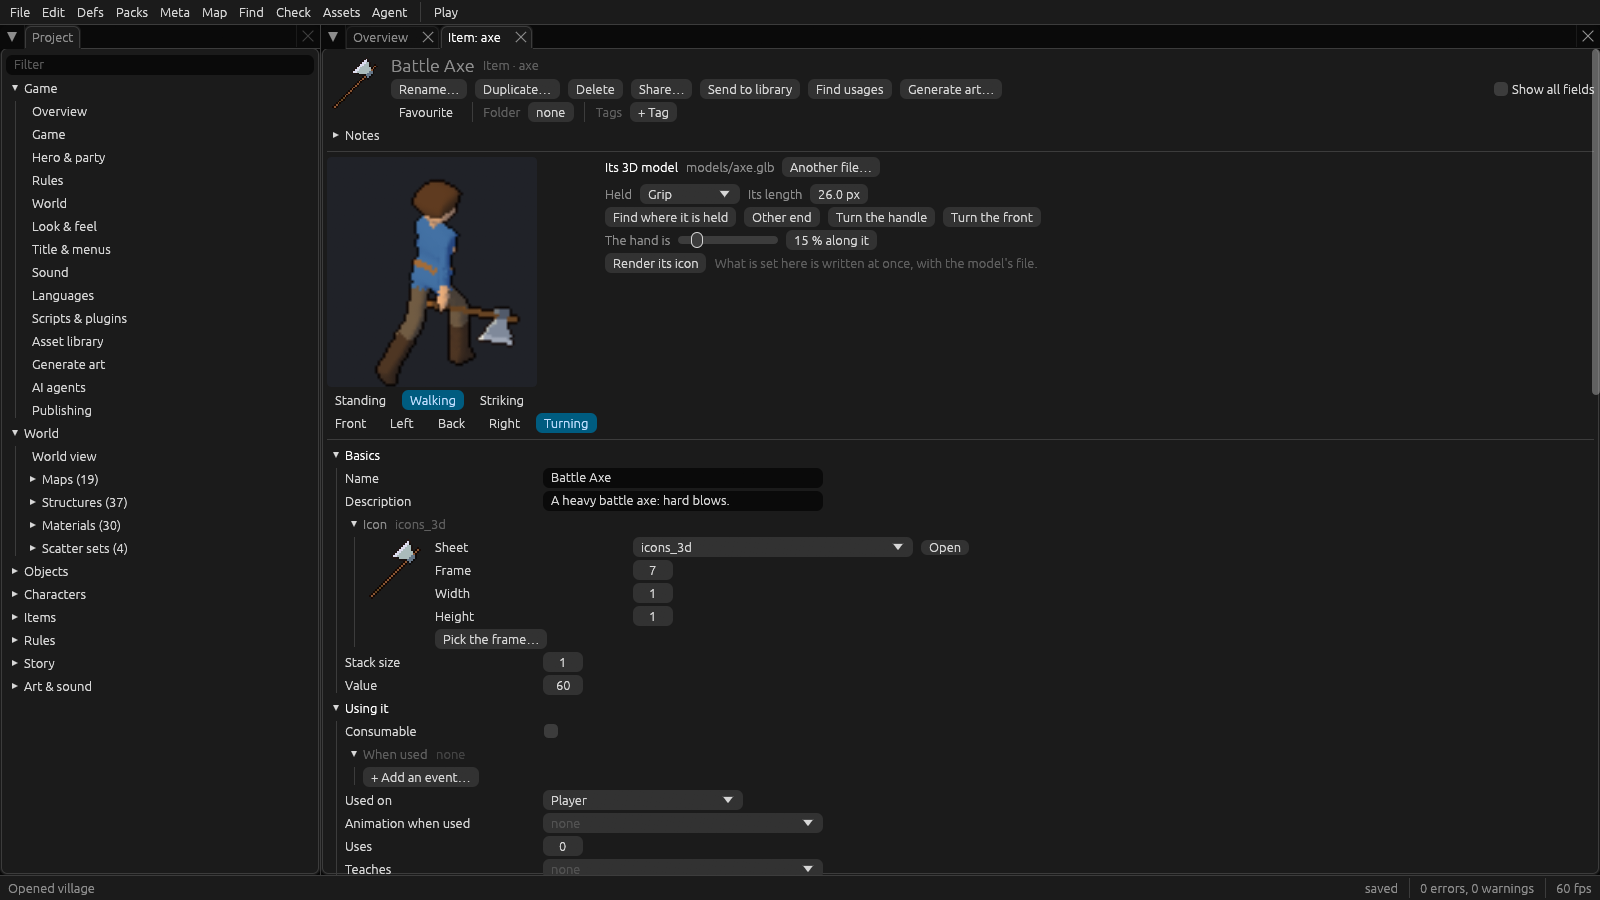 File Edit Defs Packs Meta Map Find Check Assets Agent Play
Project
Overview
Item: axe
Filter
Game
Overview
Game
Hero & party
Rules
World
Look & feel
Title & menus
Sound
Languages
Scripts & plugins
Asset library
Generate art
AI agents
Publishing
World
World view
Maps (19)
Structures (37)
Materials (30)
Scatter sets (4)
Objects
Characters
Items
Rules
Story
Art & sound
Battle Axe Item · axe
Rename… Duplicate… Delete Share… Send to library Find usages Generate art… Show all fields
Favourite Folder none Tags + Tag
Notes
Its 3D model models/axe.glb Another file…
Held Grip Its length 26.0 px
Find where it is held Other end Turn the handle Turn the front
The hand is 15 % along it
Render its icon What is set here is written at once, with the model's file.
Standing Walking Striking
Front Left Back Right Turning
Basics
Name Battle Axe
Description A heavy battle axe: hard blows.
Icon icons_3d
Sheet icons_3d Open
Frame 7
Width 1
Height 1
Pick the frame…
Stack size 1
Value 60
Using it
Consumable
When used none
+ Add an event…
Used on Player
Animation when used none
Uses 0
Teaches none
Opened village saved 0 errors, 0 warnings 60 fps